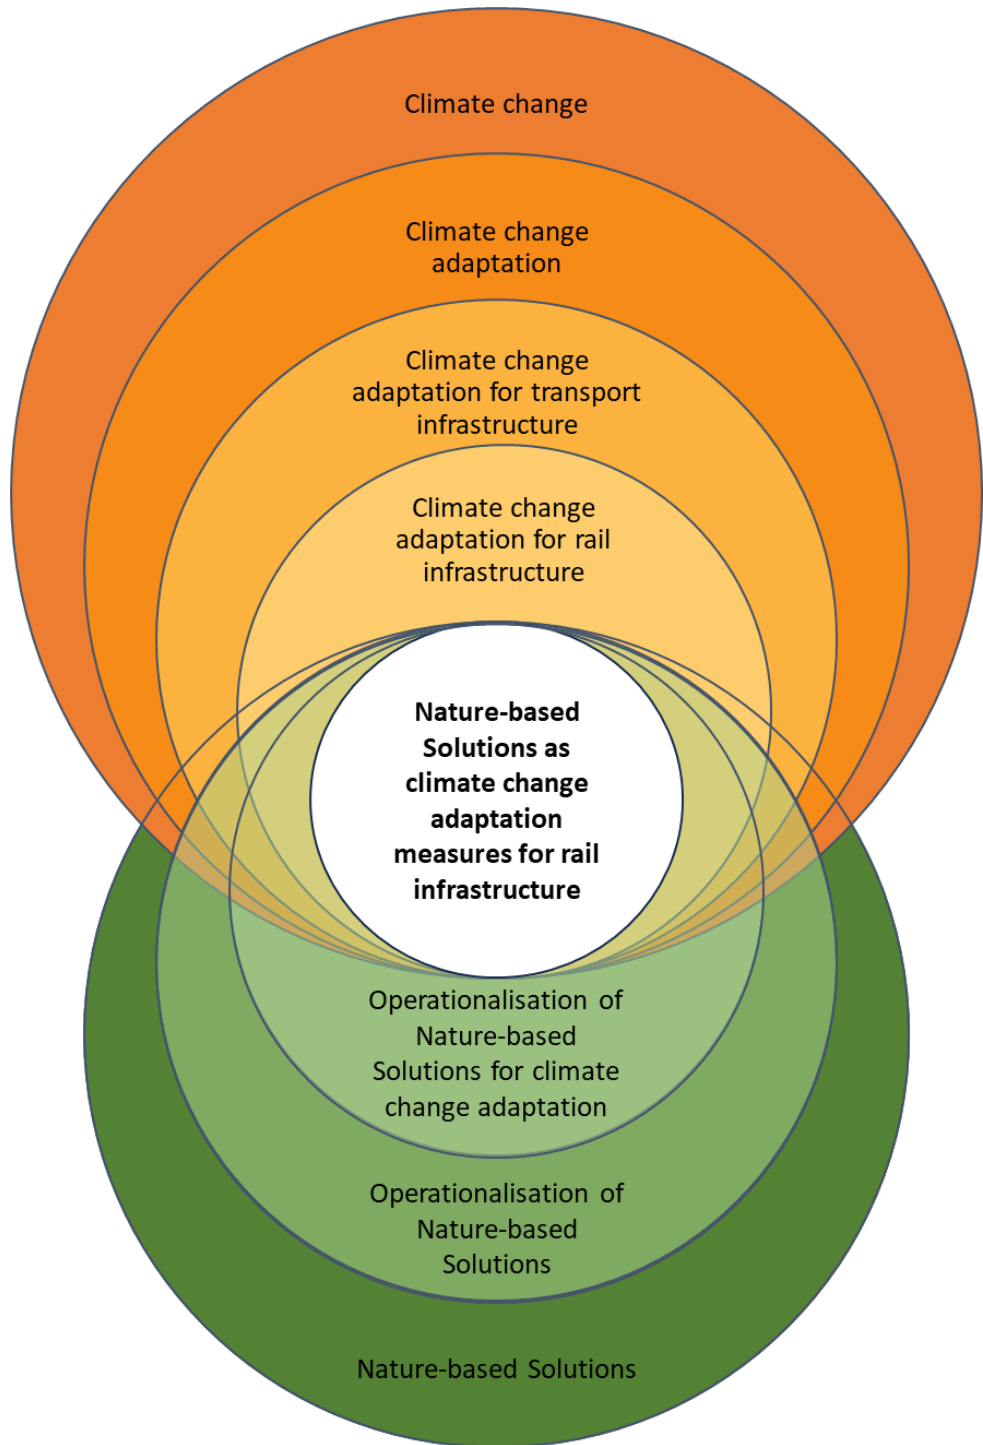 Climate change
Climate change
adaptation
Climate change
adaptation for transport
infrastructure
Climate change
adaptation for rail
infrastructure
Nature-based
Solutions as
climate change
adaptation
measures for rail
infrastructure
Operationalisation of
Nature-based
Solutions for climate
change adaptation
Operationalisation of
Nature-based
Solutions
Nature-based Solutions